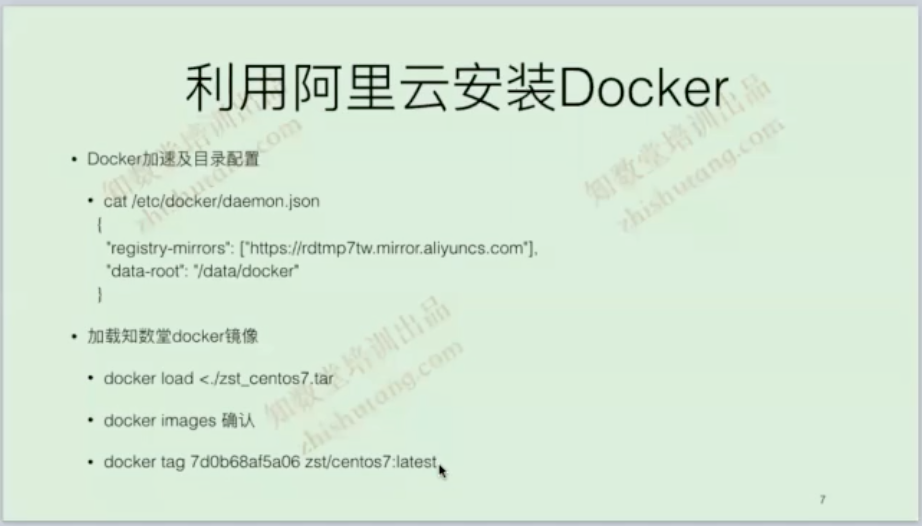 利用阿里云安装Docker
• Docker加速及目录配置
• cat /etc/docker/daemon.json
{
"registry-mirrors": ["https://rdtmp7tw.mirror.aliyuncs.com"],
"data-root": "/data/docker"
}
• 加载知数堂docker镜像
• docker load <./zst_centos7.tar
• docker images 确认
• docker tag 7d0b68af5a06 zst/centos7:latest
7
知数堂培训出品
zhishutang.com
知数堂培训出品
zhishutang.com
知数堂培训出品
zhishutang.com